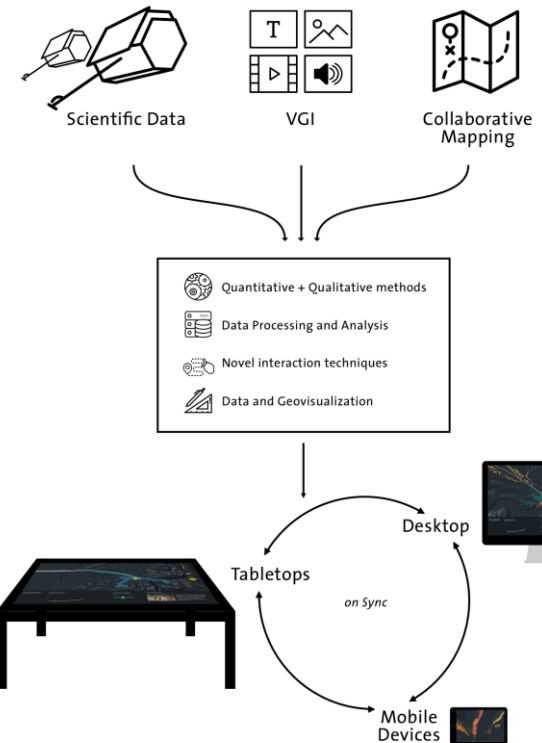 T
Scientific Data
VGI
Collaborative
Mapping
Quantitative + Qualitative methods
Data Processing and Analysis
Novel interaction techniques
Data and Geovisualization
Desktop
Tabletops
on Sync
Mobile
Devices